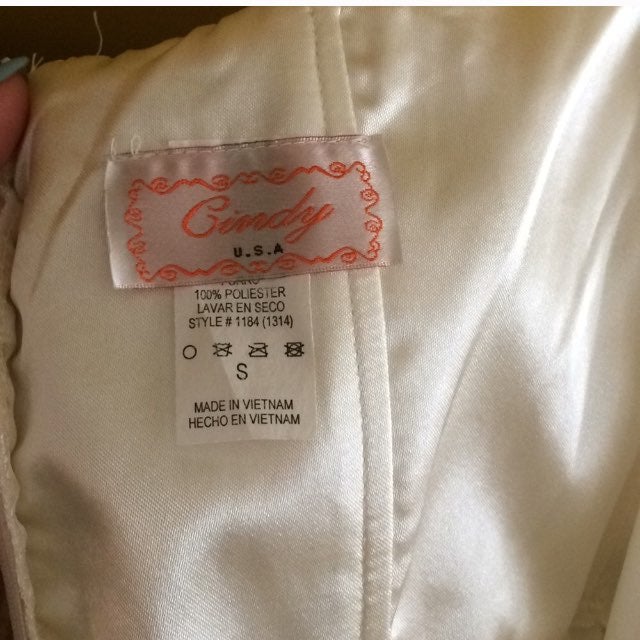 Cindy
U.S.A
100% POLIESTER
LAVAR EN SECO
STYLE # 1184 (1314)
S
MADE IN VIETNAM
HECHO EN VIETNAM